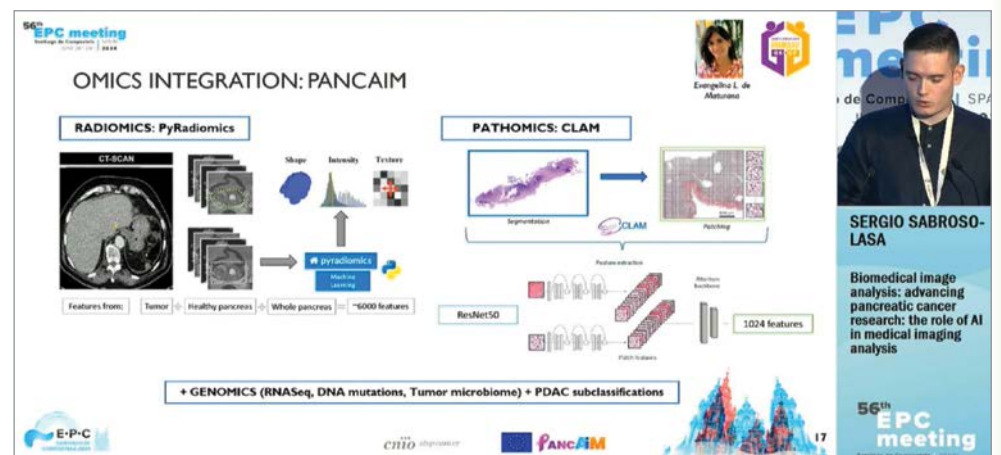 56th
EPC meeting
Santiago de Compostela
2024
OMICS INTEGRATION: PANCAIM
Evangelina L. de
Maturana
RADIOMICS: PyRadiomics
CT-SCAN
Shape
Intensity
Texture
pyradiomics
Machine
Learning
Features from:
Tumor
+
Healthy pancreas
+
Whole pancreas
=
~6000 features
PATHOMICS: CLAM
Segmentation
CLAM
Patching
Feature extraction
ResNet50
Attention
backbone
Patch features
1024 features
+ GENOMICS (RNASeq, DNA mutations, Tumor microbiome) + PDAC subclassifications
E·P·C
cnio stopcancer
PANCAIM
17
EPC
meeti
o de Comp
SPA
SERGIO SABROSO-
LASA
Biomedical image
analysis: advancing
pancreatic cancer
research: the role of AI
in medical imaging
analysis
56th
EPC
meeting